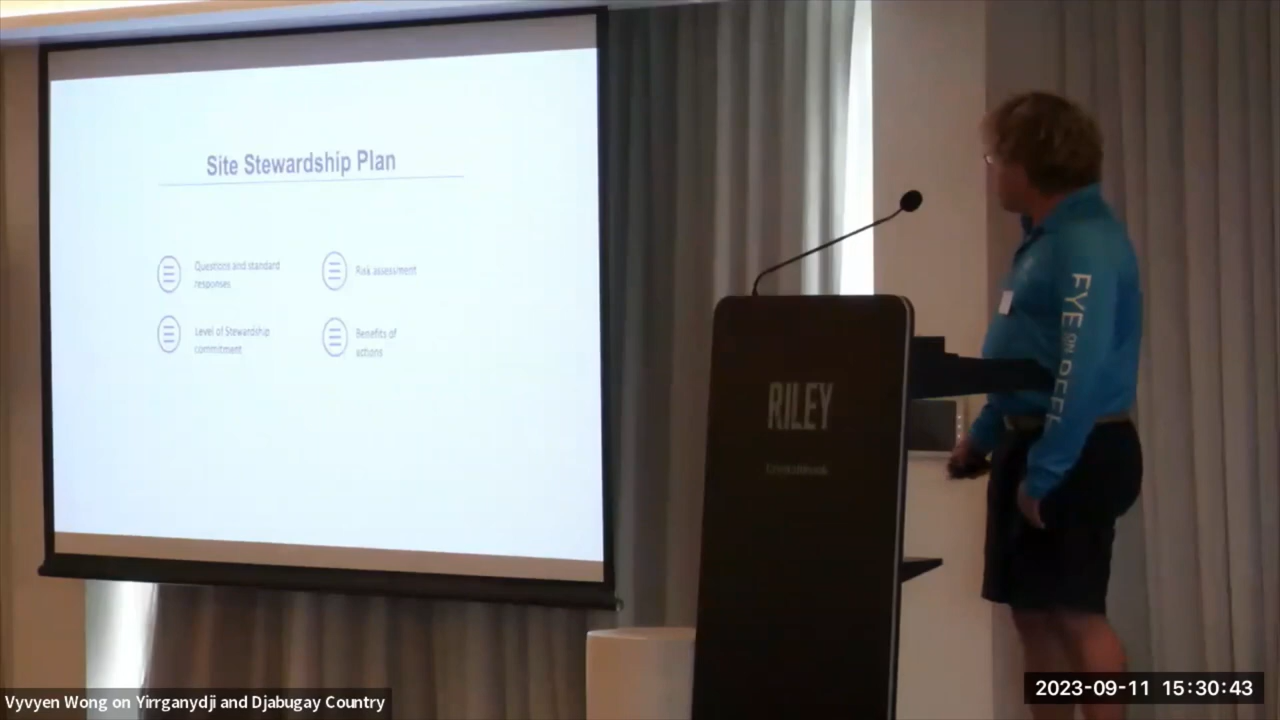 Site Stewardship Plan
Questions and standard
responses
Risk assessment
Level of Stewardship
commitment
Benefits of
actions
RILEY
EYE ON REEF
Vyvyen Wong on Yirrganydji and Djabugay Country
2023-09-11 15:30:43